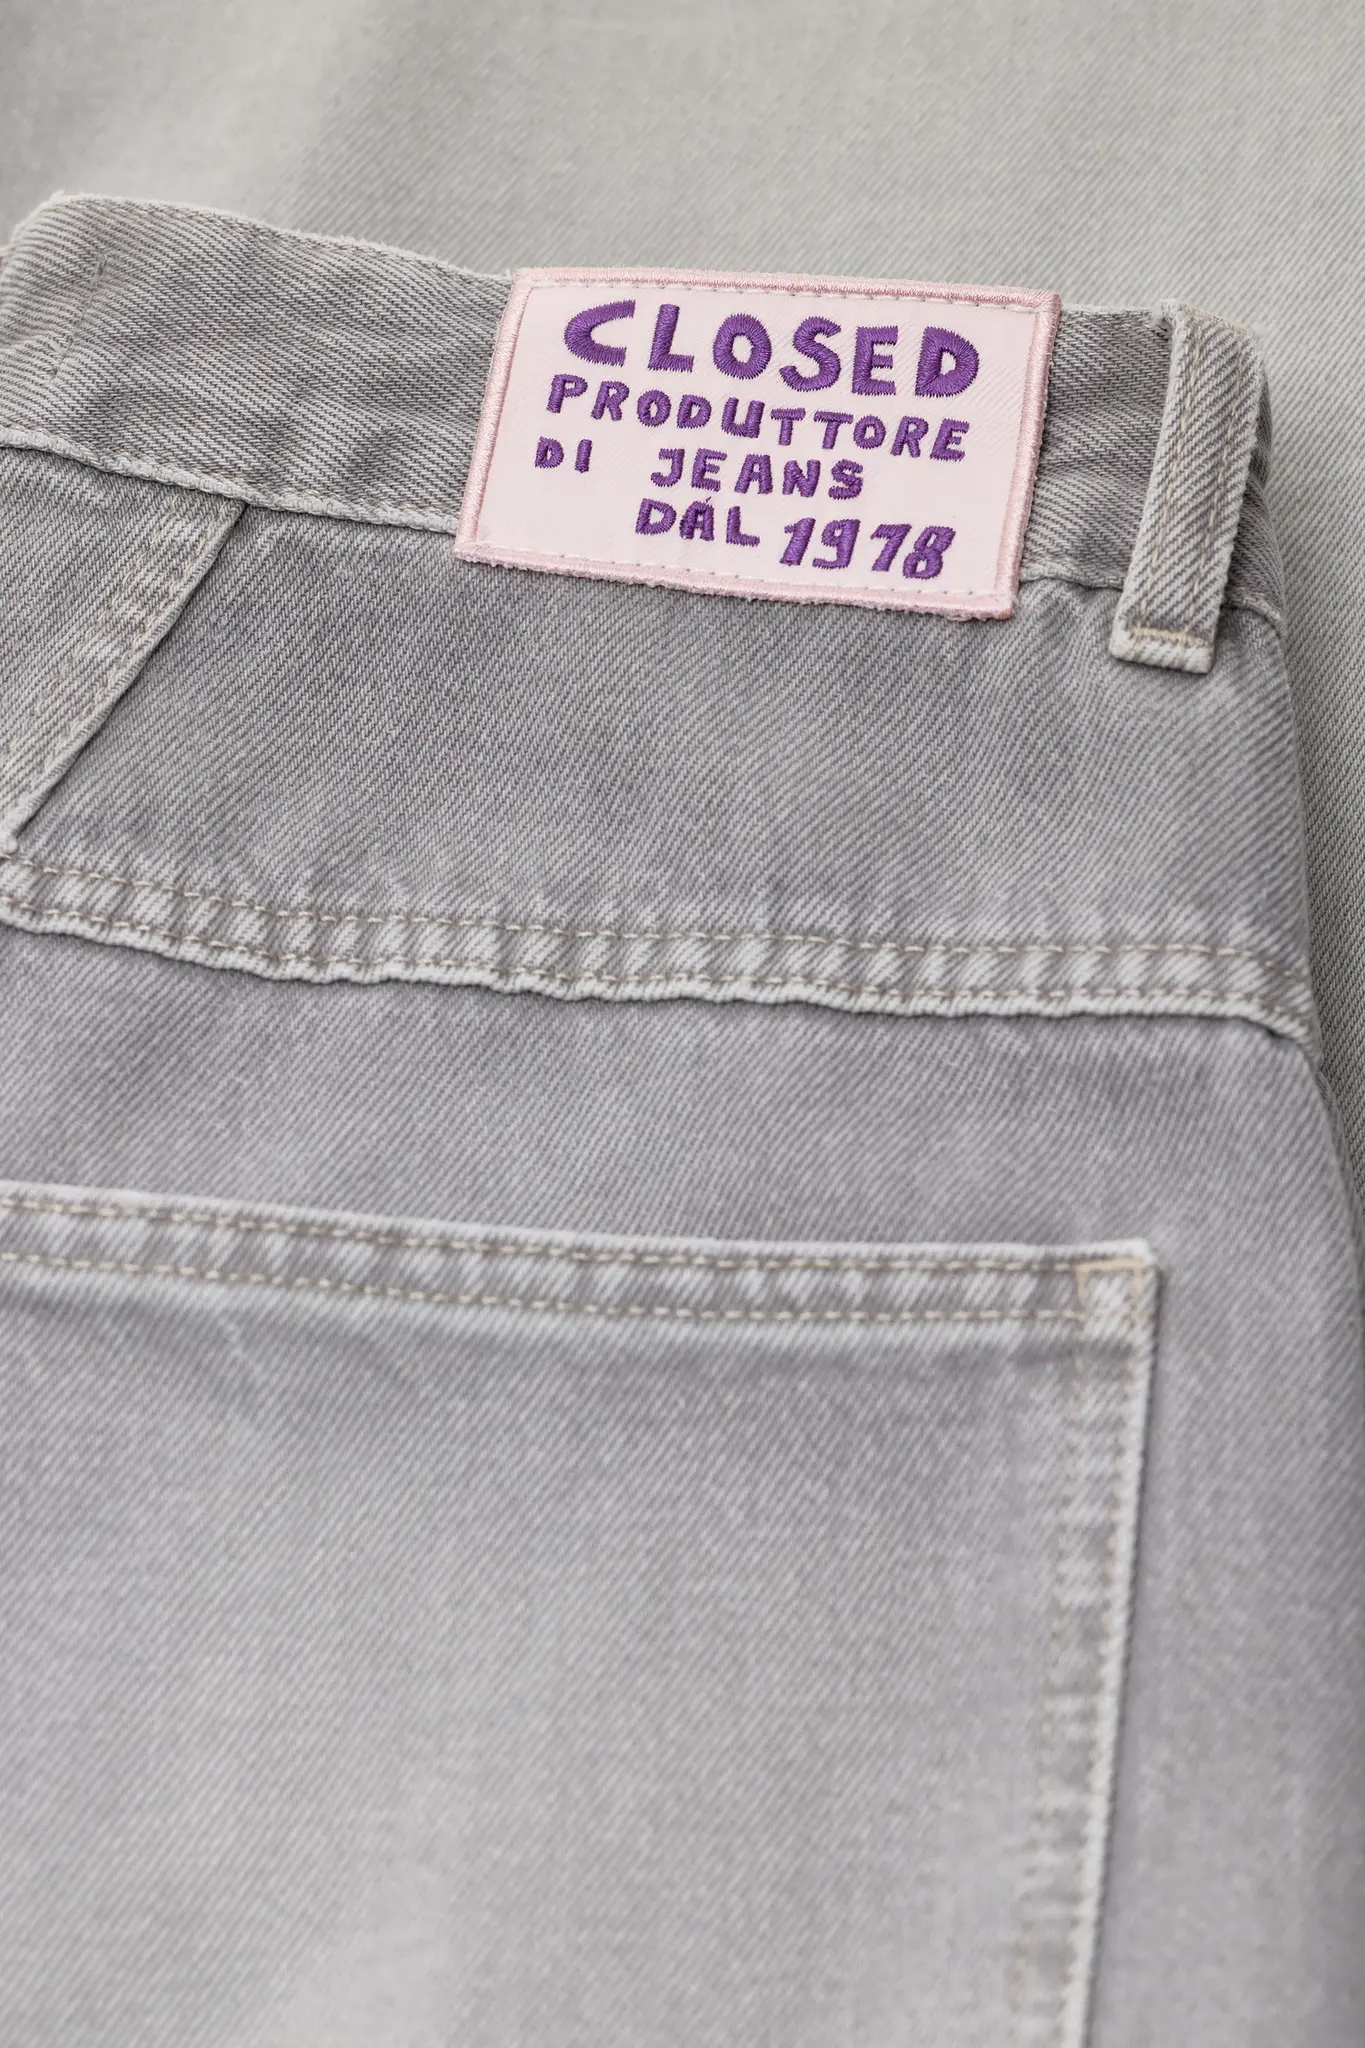 CLOSED
PRODUTTORE
DI JEANS
DÁL 1978